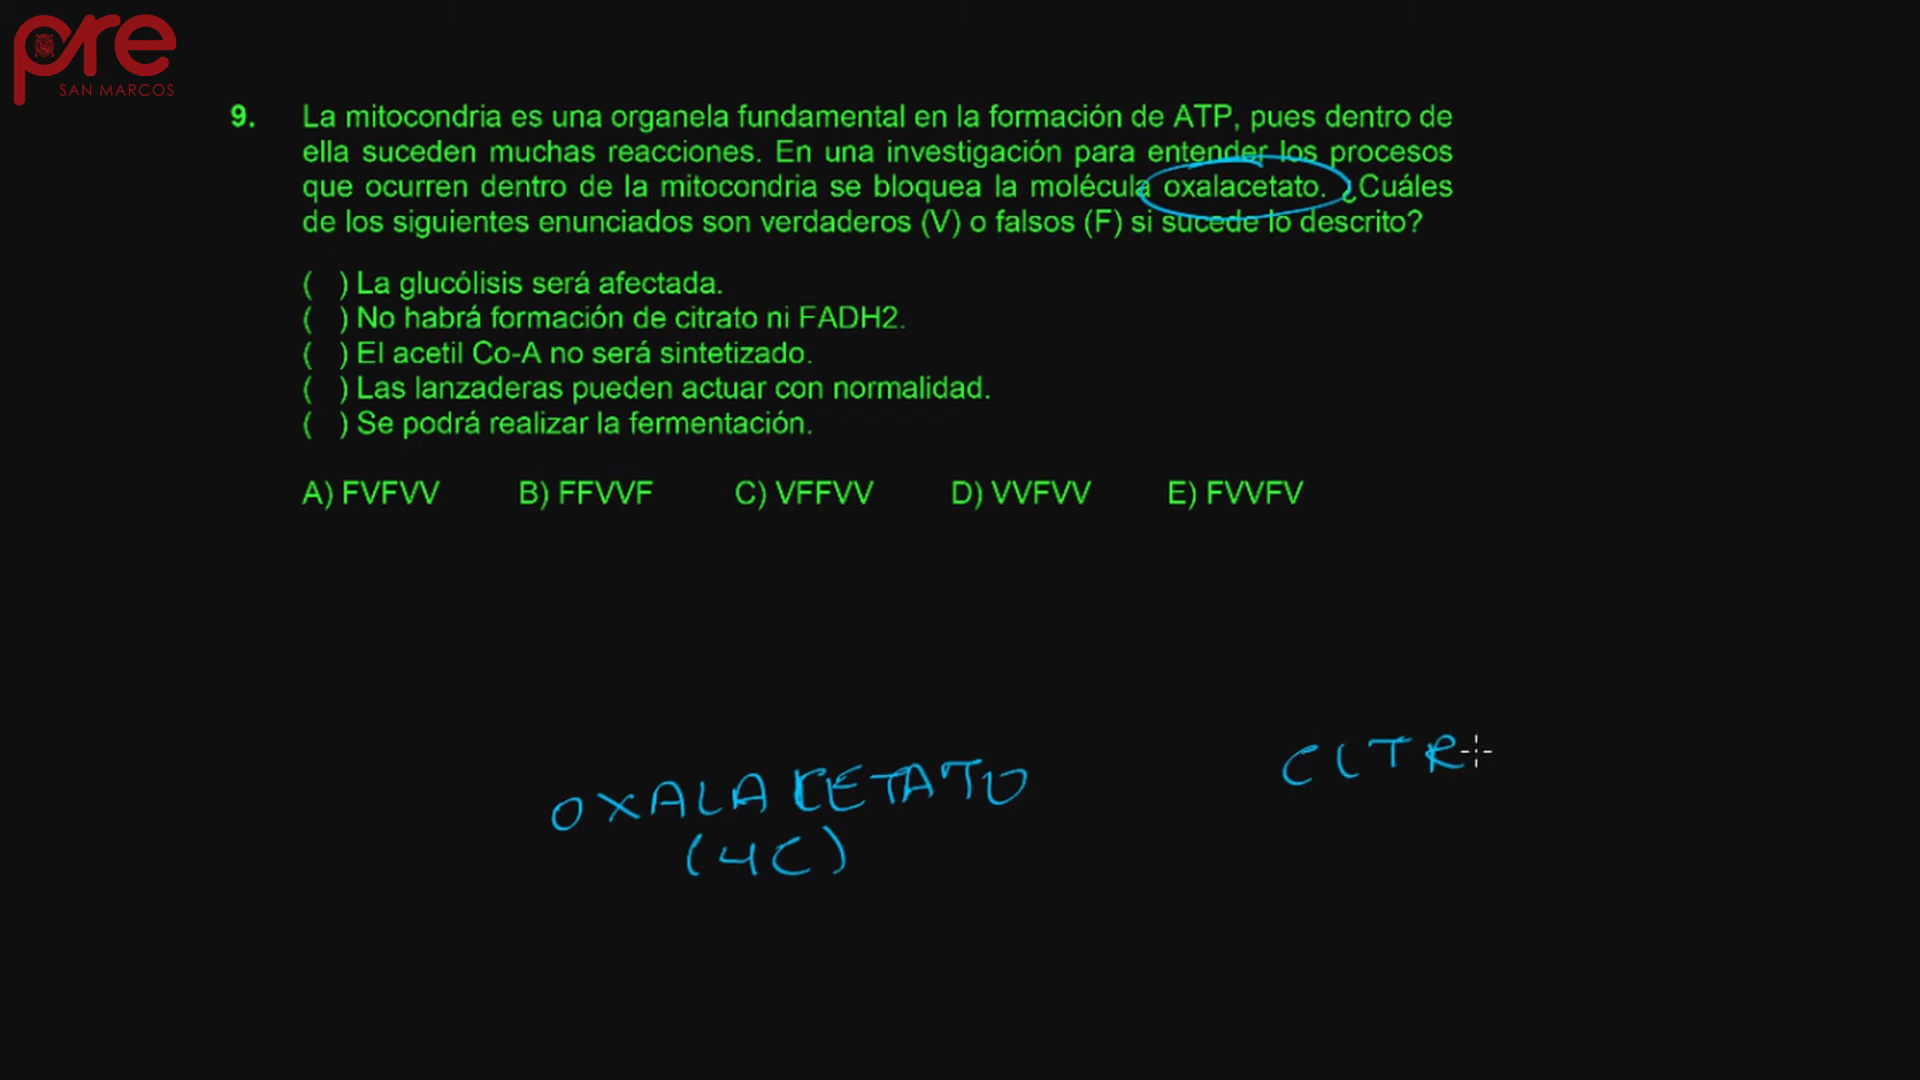 pre
SAN MARCOS
9. La mitocondria es una organela fundamental en la formación de ATP, pues dentro de
ella suceden muchas reacciones. En una investigación para entender los procesos
que ocurren dentro de la mitocondria se bloquea la molécula oxalacetato. ¿Cuáles
de los siguientes enunciados son verdaderos (V) o falsos (F) si sucede lo descrito?
( ) La glucólisis será afectada.
( ) No habrá formación de citrato ni FADH2.
( ) El acetil Co-A no será sintetizado.
( ) Las lanzaderas pueden actuar con normalidad.
( ) Se podrá realizar la fermentación.
A) FVFVV B) FFVVF C) VFFVV D) VVFVV E) FVVFV
OXALACETATO
(4C)
CITR